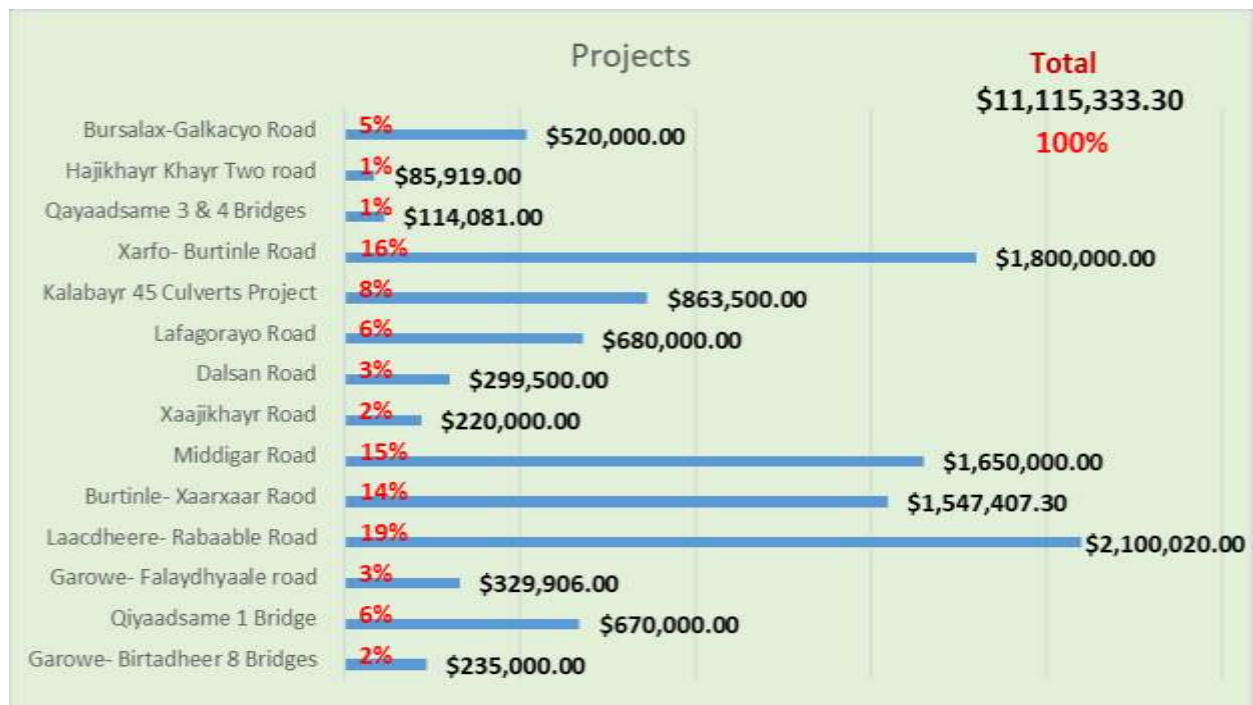 Projects
Total
$11,115,333.30
100%
Bursalax-Galkacyo Road 5% $520,000.00
Hajikhayr Khayr Two road 1% $85,919.00
Qayaadsame 3 & 4 Bridges 1% $114,081.00
Xarfo- Burtinle Road 16% $1,800,000.00
Kalabayr 45 Culverts Project 8% $863,500.00
Lafagorayo Road 6% $680,000.00
Dalsan Road 3% $299,500.00
Xaajikhayr Road 2% $220,000.00
Middigar Road 15% $1,650,000.00
Burtinle- Xaarxaar Raod 14% $1,547,407.30
Laacdheere- Rabaable Road 19% $2,100,020.00
Garowe- Falaydhyaale road 3% $329,906.00
Qiyaadsame 1 Bridge 6% $670,000.00
Garowe- Birtadheer 8 Bridges 2% $235,000.00